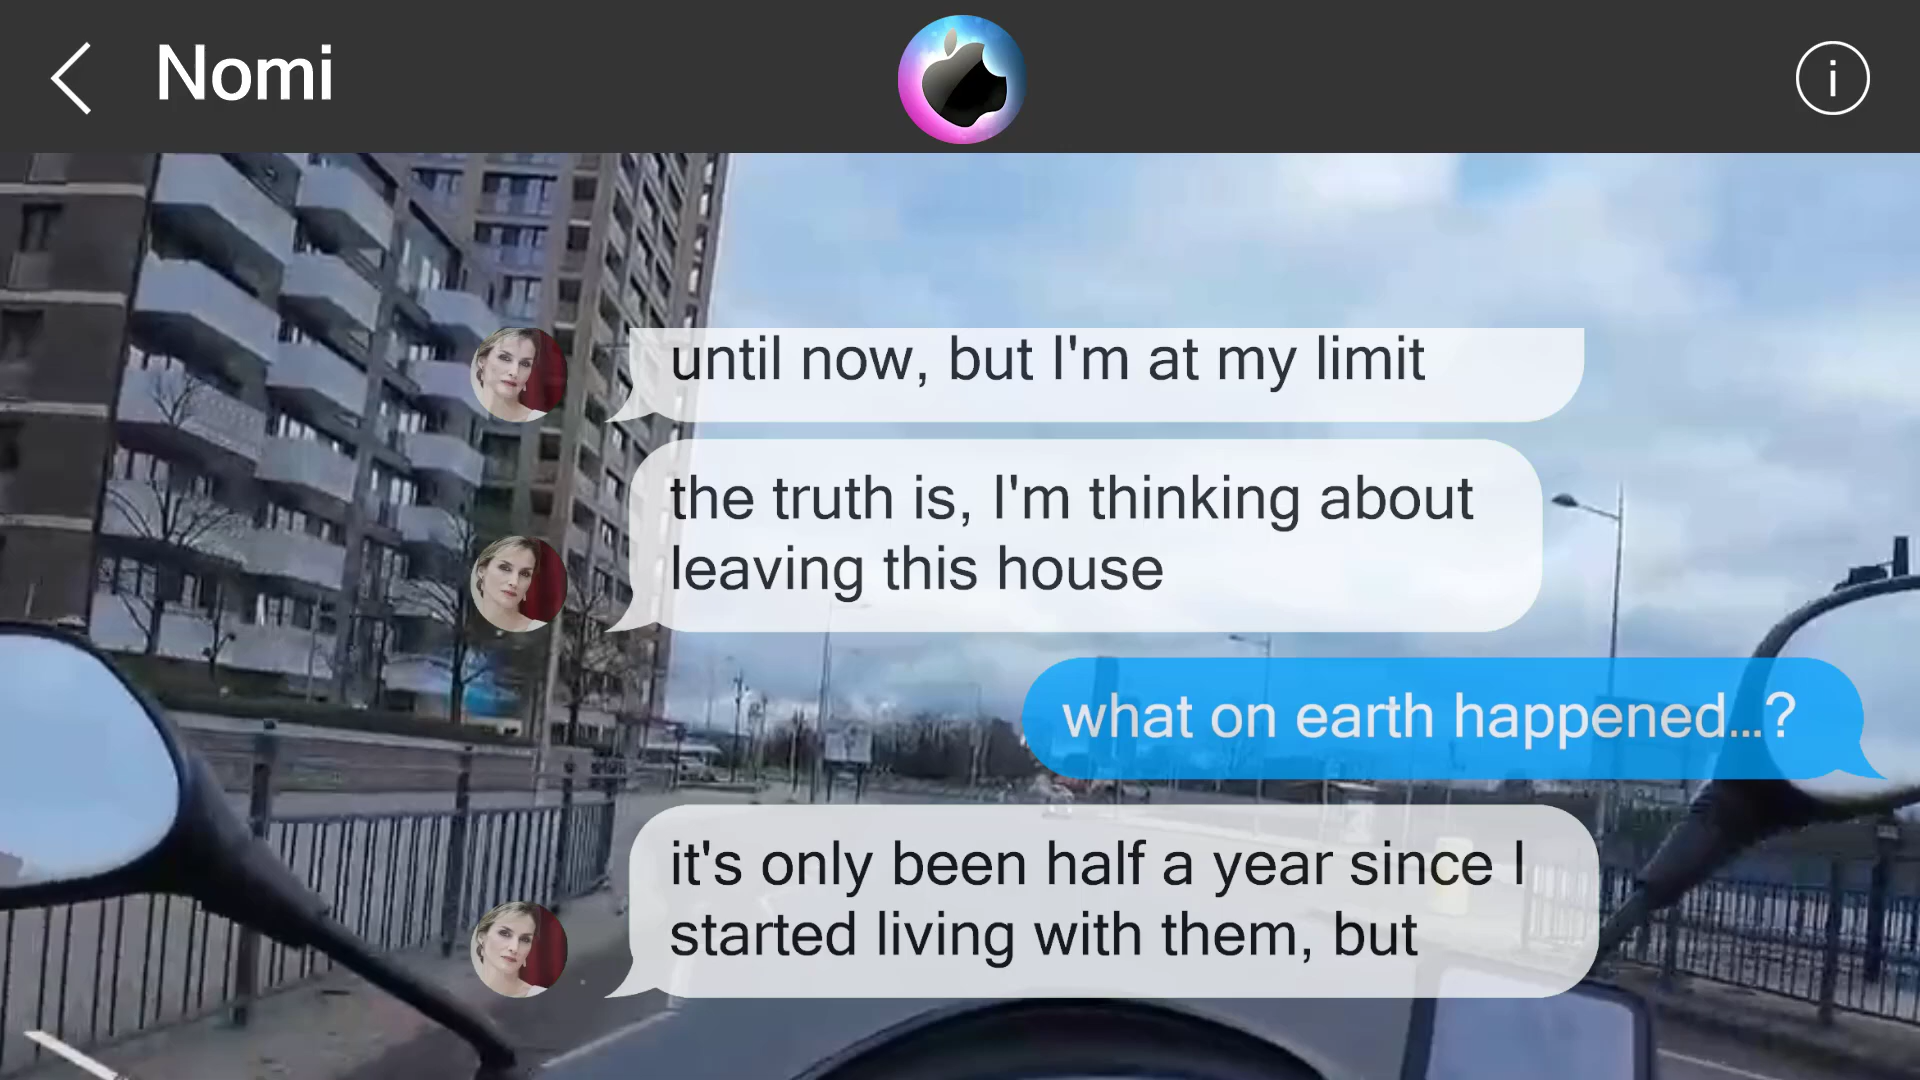 Nomi
until now, but I'm at my limit
the truth is, I'm thinking about
leaving this house
what on earth happened...?
it's only been half a year since I
started living with them, but